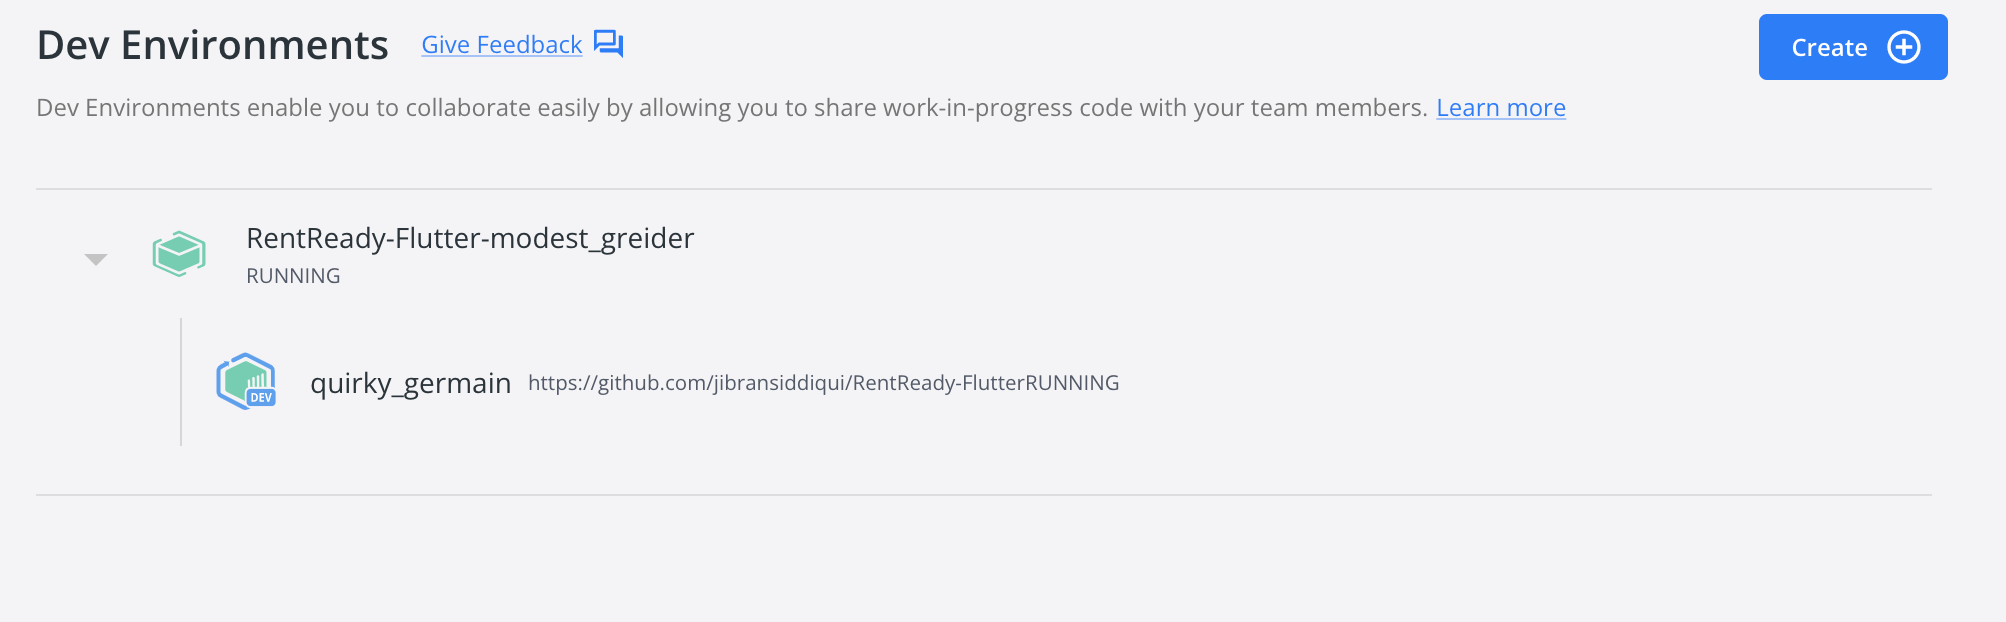 Dev Environments Give Feedback
Create
Dev Environments enable you to collaborate easily by allowing you to share work-in-progress code with your team members. Learn more
RentReady-Flutter-modest_greider
RUNNING
DEV
quirky_germain https://github.com/jibransiddiqui/RentReady-FlutterRUNNING